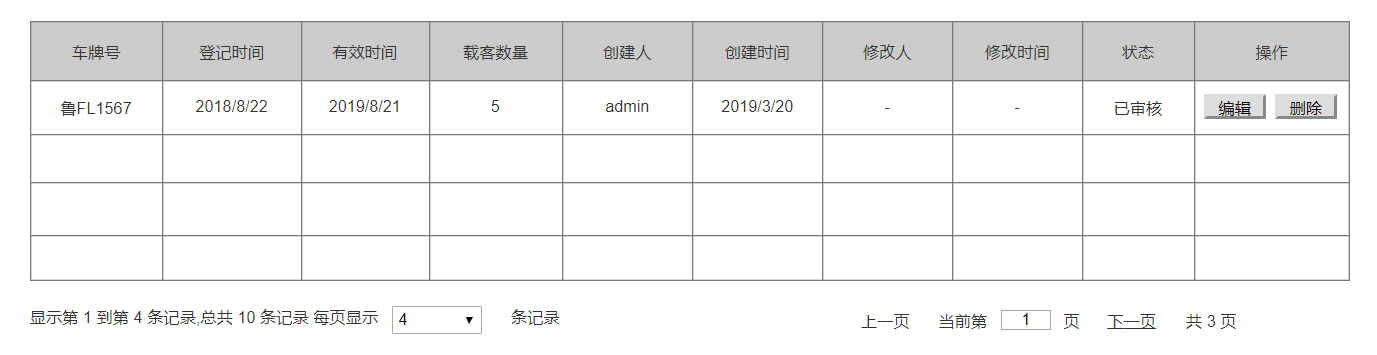 车牌号 登记时间 有效时间 载客数量 创建人 创建时间 修改人 修改时间 状态 操作
鲁FL1567 2018/8/22 2019/8/21 5 admin 2019/3/20 - - 已审核 编辑 删除
显示第 1 到第 4 条记录,总共 10 条记录 每页显示 4 条记录 上一页 当前第 1 页 下一页 共 3 页